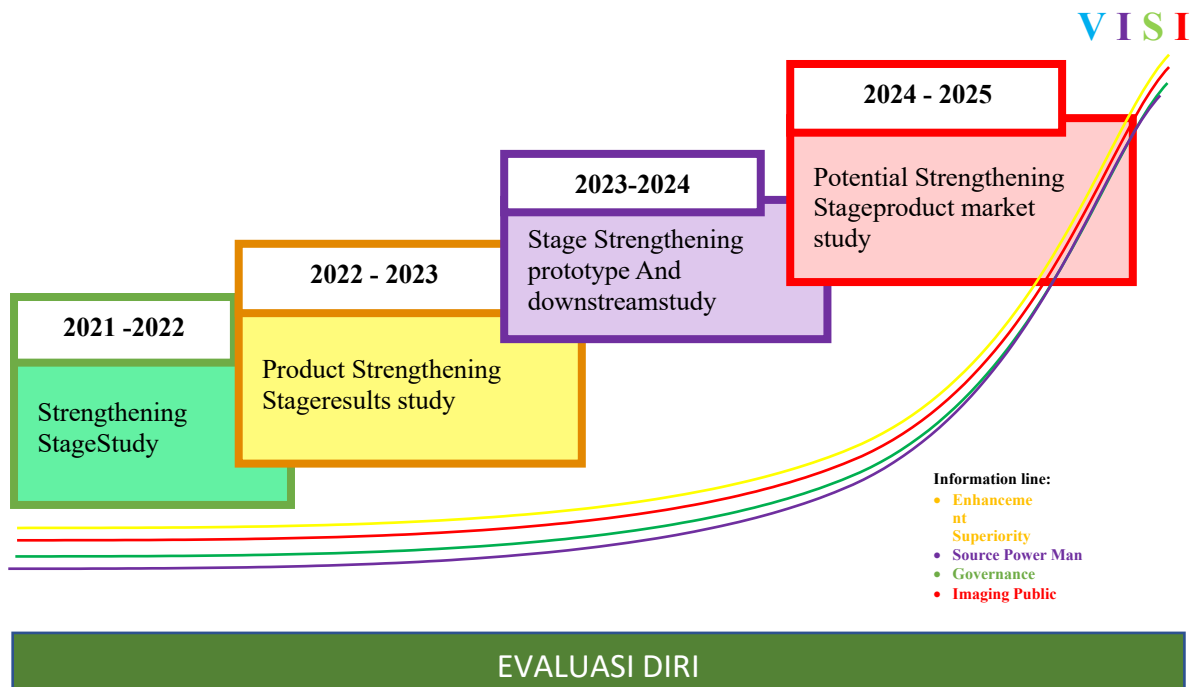 V I S I
2024 - 2025
Potential Strengthening
Stageproduct market
study
2023-2024
Stage Strengthening
prototype And
downstreamstudy
2022 - 2023
Product Strengthening
Stageresults study
2021 -2022
Strengthening
StageStudy
Information line:
• Enhanceme
nt
Superiority
• Source Power Man
• Governance
• Imaging Public
EVALUASI DIRI